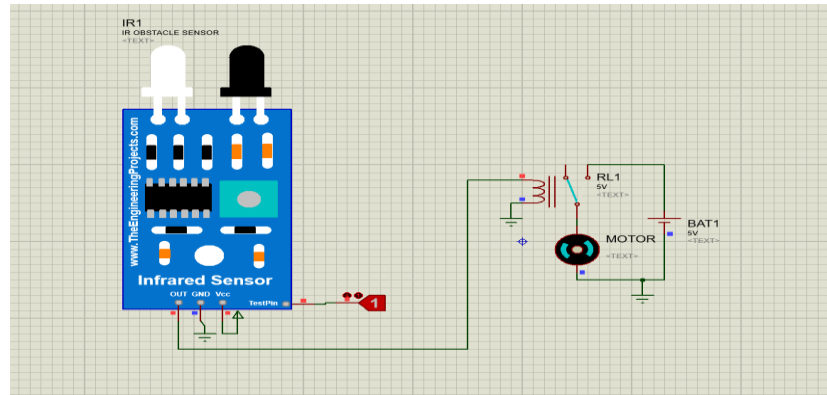 IR1
IR OBSTACLE SENSOR
<TEXT>
www.TheEngineeringProjects.com
Infrared Sensor
OUT GND Vcc
TestPin
1
RL1
5V
<TEXT>
MOTOR
<TEXT>
BAT1
5V
<TEXT>